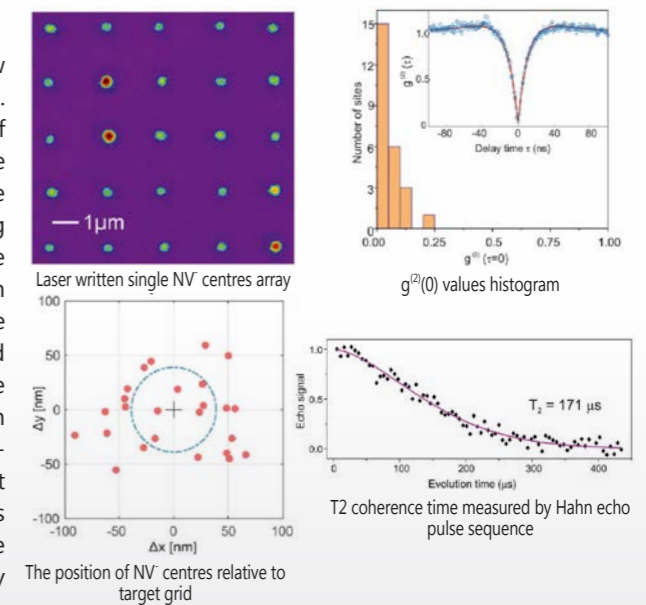 1μm
Laser written single NV⁻ centres array
Number of sites
15
12
9
6
3
0
0.00
0.25
0.50
0.75
1.00
g⁽²⁾ (τ=0)
g⁽²⁾ (τ)
1.0
0.5
0
-80
-40
0
40
80
Delay time τ (ns)
g⁽²⁾(0) values histogram
Δy [nm]
100
50
0
-50
-100
-100
-50
0
50
100
Δx [nm]
The position of NV⁻ centres relative to
target grid
Echo signal
1.0
0.5
0.0
T₂ = 171 μs
0
100
200
300
400
Evolution time (μs)
T2 coherence time measured by Hahn echo
pulse sequence